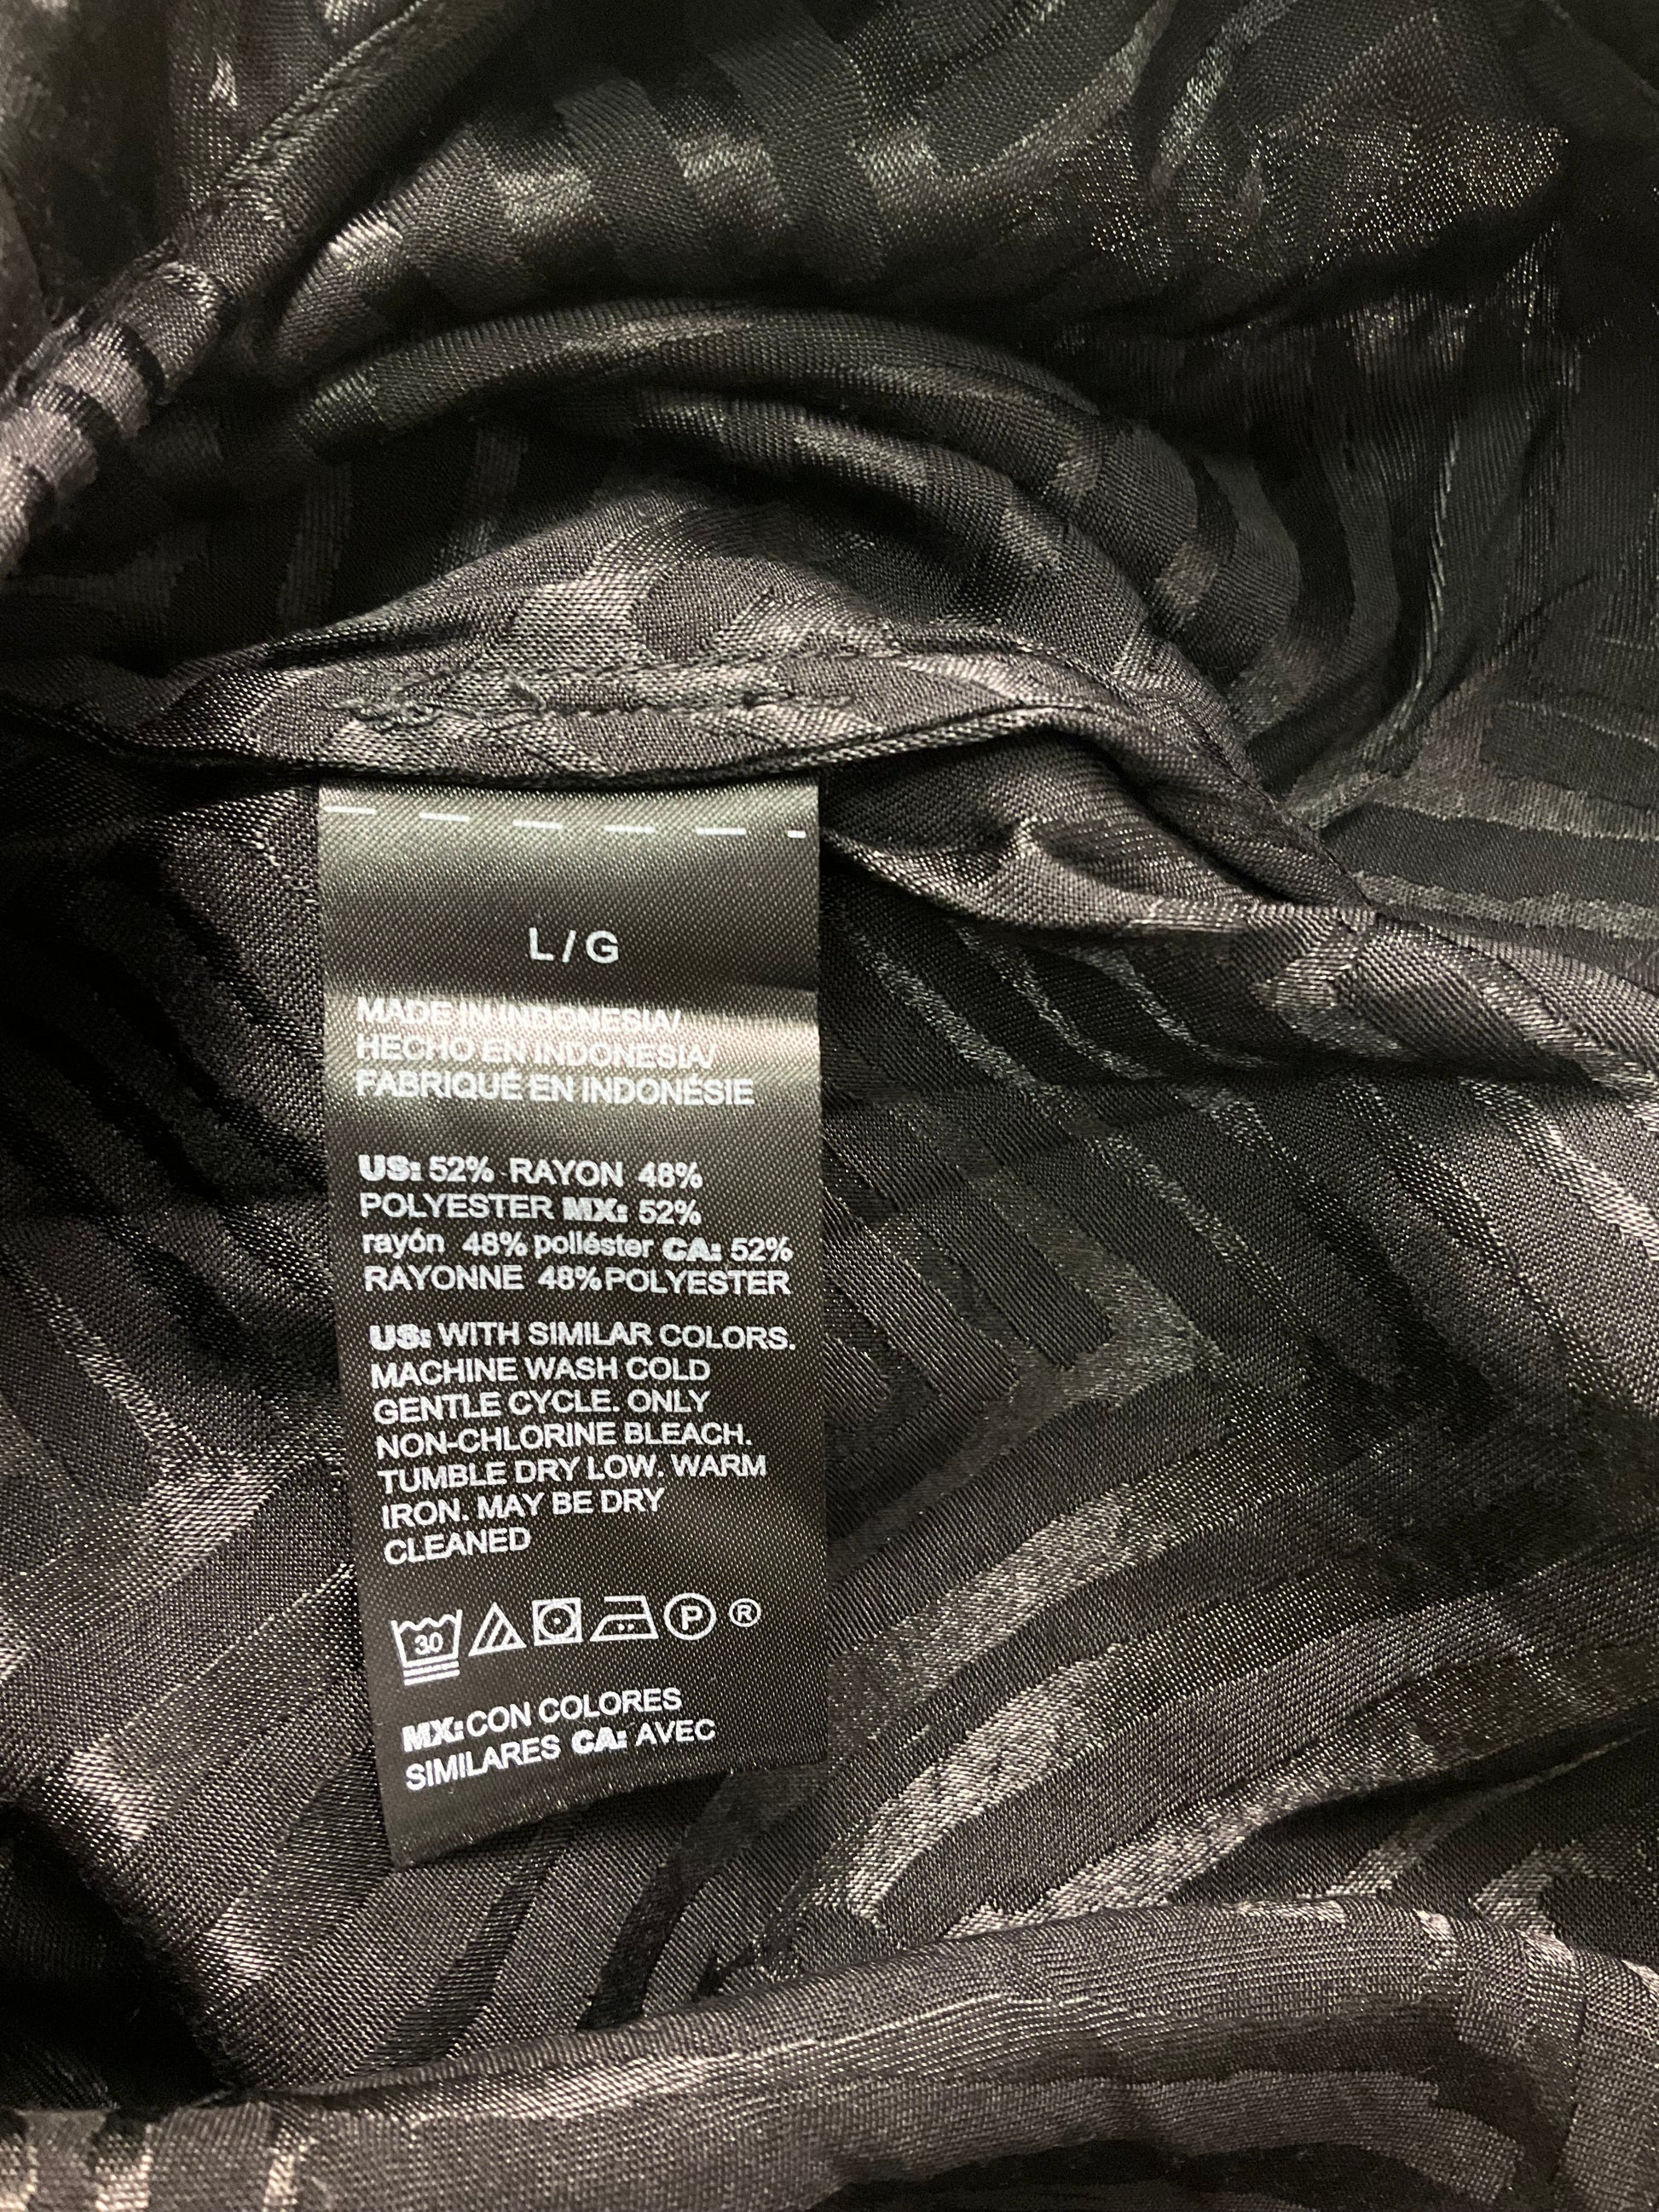 L/G
MADE IN INDONESIA/
HECHO EN INDONESIA/
FABRIQUÉ EN INDONÉSIE
US: 52% RAYON 48%
POLYESTER MX: 52%
rayón 48% poliéster CA: 52%
RAYONNE 48% POLYESTER
US: WITH SIMILAR COLORS.
MACHINE WASH COLD
GENTLE CYCLE. ONLY
NON-CHLORINE BLEACH.
TUMBLE DRY LOW. WARM
IRON. MAY BE DRY
CLEANED
30 P ®
MX: CON COLORES
SIMILARES CA: AVEC